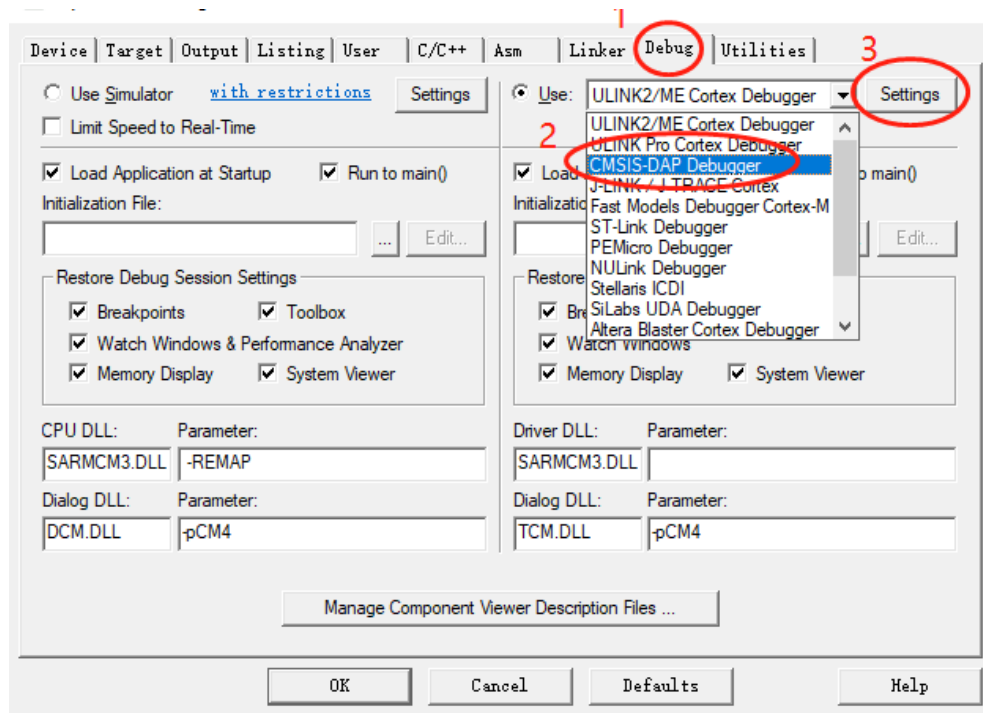 1
Device Target Output Listing User C/C++ Asm Linker Debug Utilities
3
Use Simulator with restrictions Settings
Use: ULINK2/ME Cortex Debugger Settings
Limit Speed to Real-Time
2
ULINK2/ME Cortex Debugger
ULINK Pro Cortex Debugger
CMSIS-DAP Debugger
J-LINK / J-TRACE Cortex
Fast Models Debugger Cortex-M
ST-Link Debugger
PEMicro Debugger
NULink Debugger
Stellaris ICDI
SiLabs UDA Debugger
Altera Blaster Cortex Debugger
Load Application at Startup Run to main()
Initialization File:
... Edit...
Restore Debug Session Settings
Breakpoints Toolbox
Watch Windows & Performance Analyzer
Memory Display System Viewer
Load o main()
Initializatio
Edit...
Restore
Bre
Watch Windows
Memory Display System Viewer
CPU DLL: Parameter:
SARMCM3.DLL -REMAP
Dialog DLL: Parameter:
DCM.DLL -pCM4
Driver DLL: Parameter:
SARMCM3.DLL
Dialog DLL: Parameter:
TCM.DLL -pCM4
Manage Component Viewer Description Files ...
OK Cancel Defaults Help